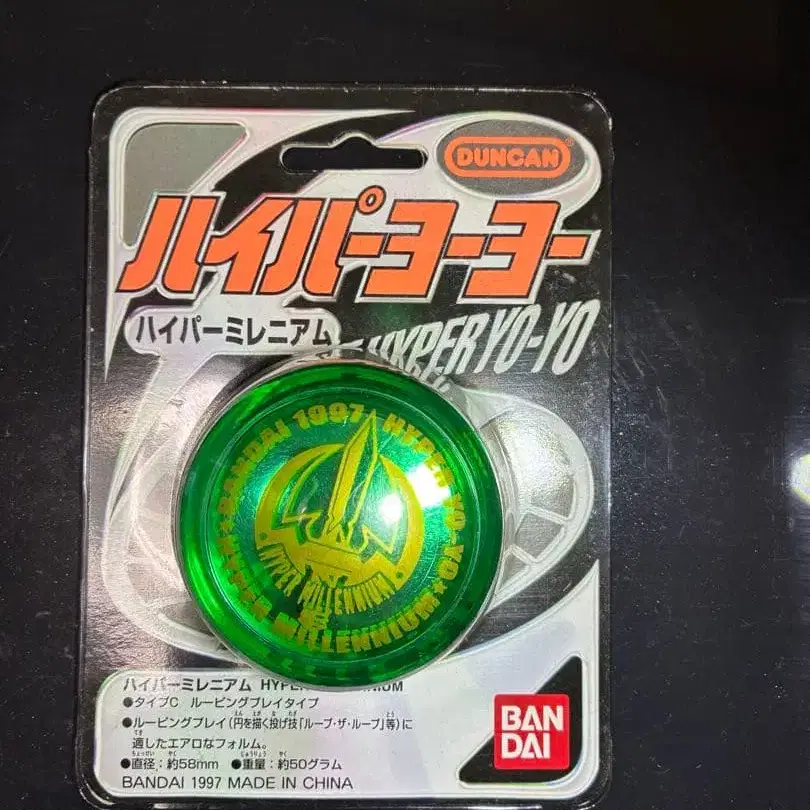 DUNCAN
ハイパーヨーヨー
ハイパーミレニアム
HYPER YO-YO
BANDAI 1997 HYPER YO-YO★HYPER MILLENNIUM★
HYPER MILLENNIUM
ハイパーミレニアム HYPER MILLENNIUM
●タイプC ルーピングプレイタイプ
●ルーピングプレイ(円を描く投げ技「ループ・ザ・ループ」等)に
適したエアロなフォルム。
●直径:約58mm ●重量:約50グラム
BANDAI 1997 MADE IN CHINA
BAN
DAI